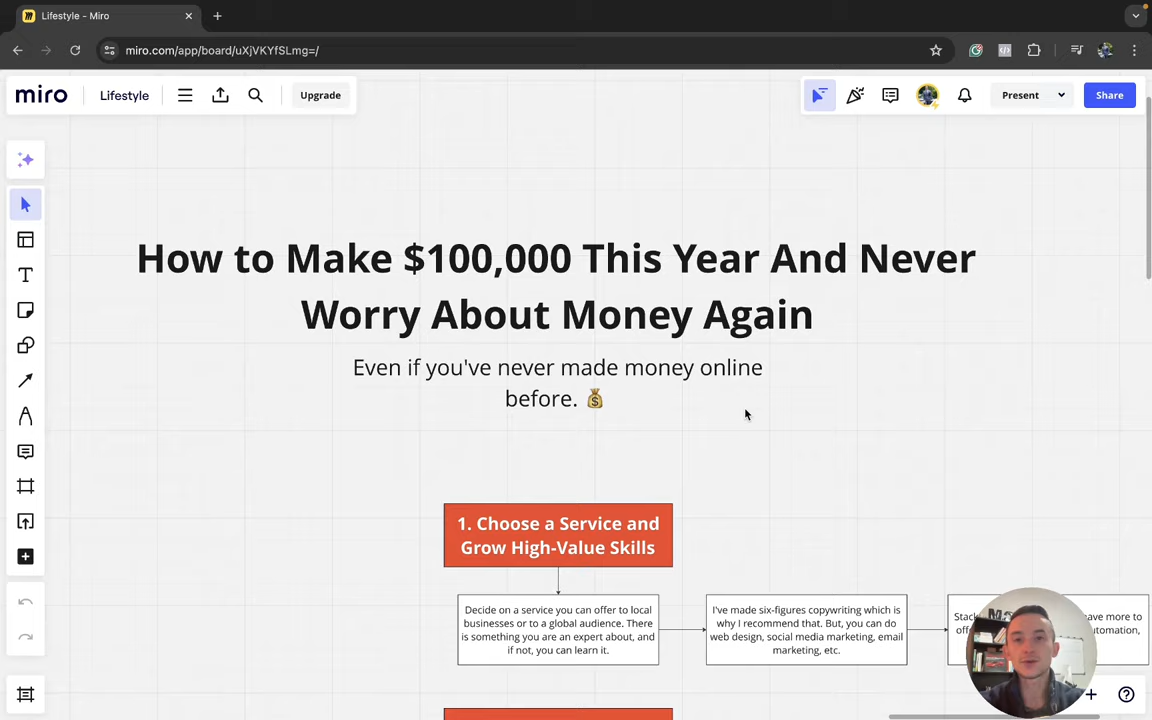 Lifestyle - Miro
miro.com/app/board/uXjVKYfSLmg=/
miro
Lifestyle
Upgrade
Present
Share
How to Make $100,000 This Year And Never
Worry About Money Again
Even if you've never made money online
before. 💰
1. Choose a Service and
Grow High-Value Skills
Decide on a service you can offer to local
businesses or to a global audience. There
is something you are an expert about, and
if not, you can learn it.
I've made six-figures copywriting which is
why I recommend that. But, you can do
web design, social media marketing, email
marketing, etc.
have more to